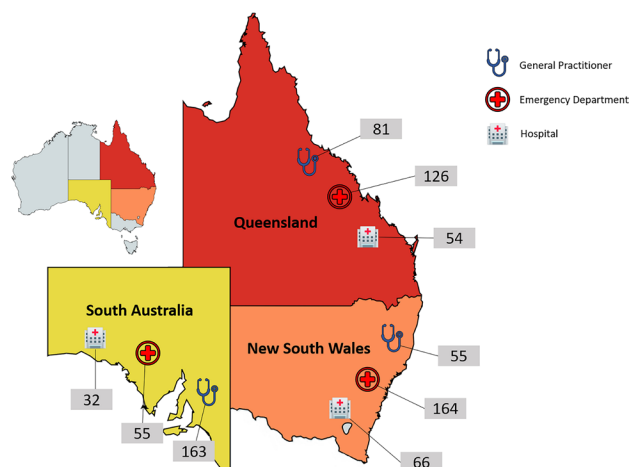 General Practitioner
81
Emergency Department
Hospital
126
Queensland
54
South Australia
New South Wales
55
32
164
55
163
66